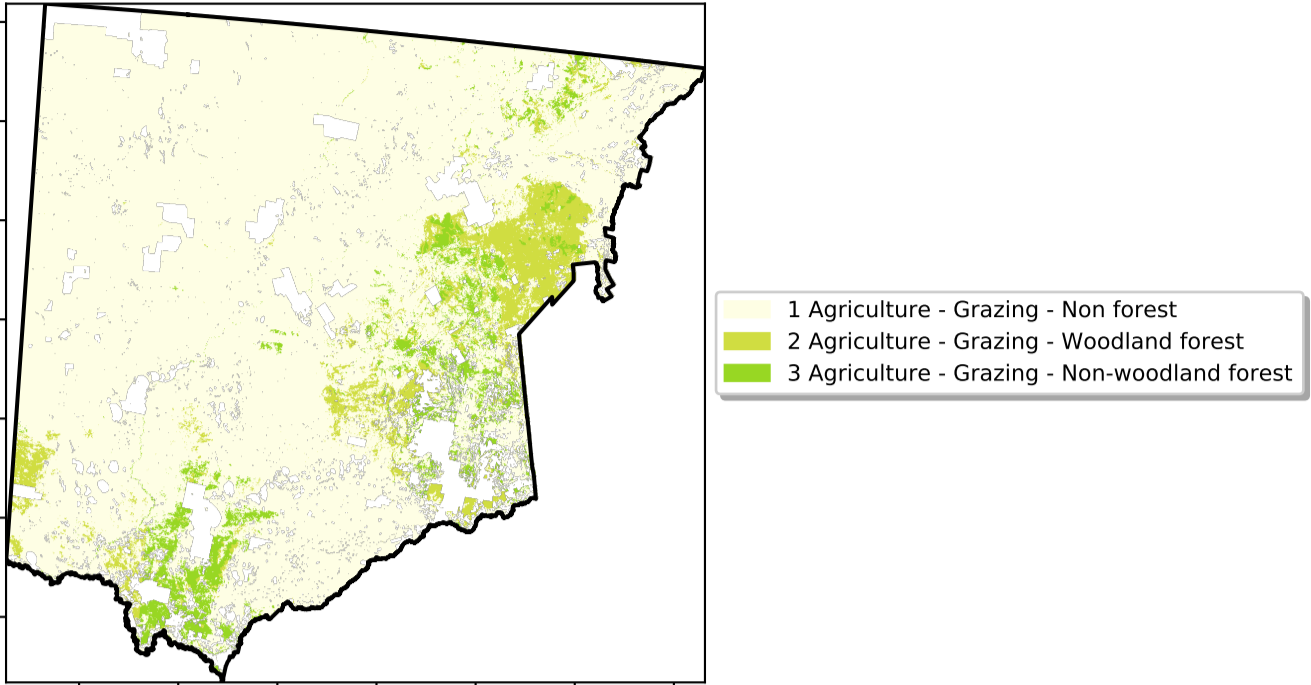 1 Agriculture - Grazing - Non forest
2 Agriculture - Grazing - Woodland forest
3 Agriculture - Grazing - Non-woodland forest